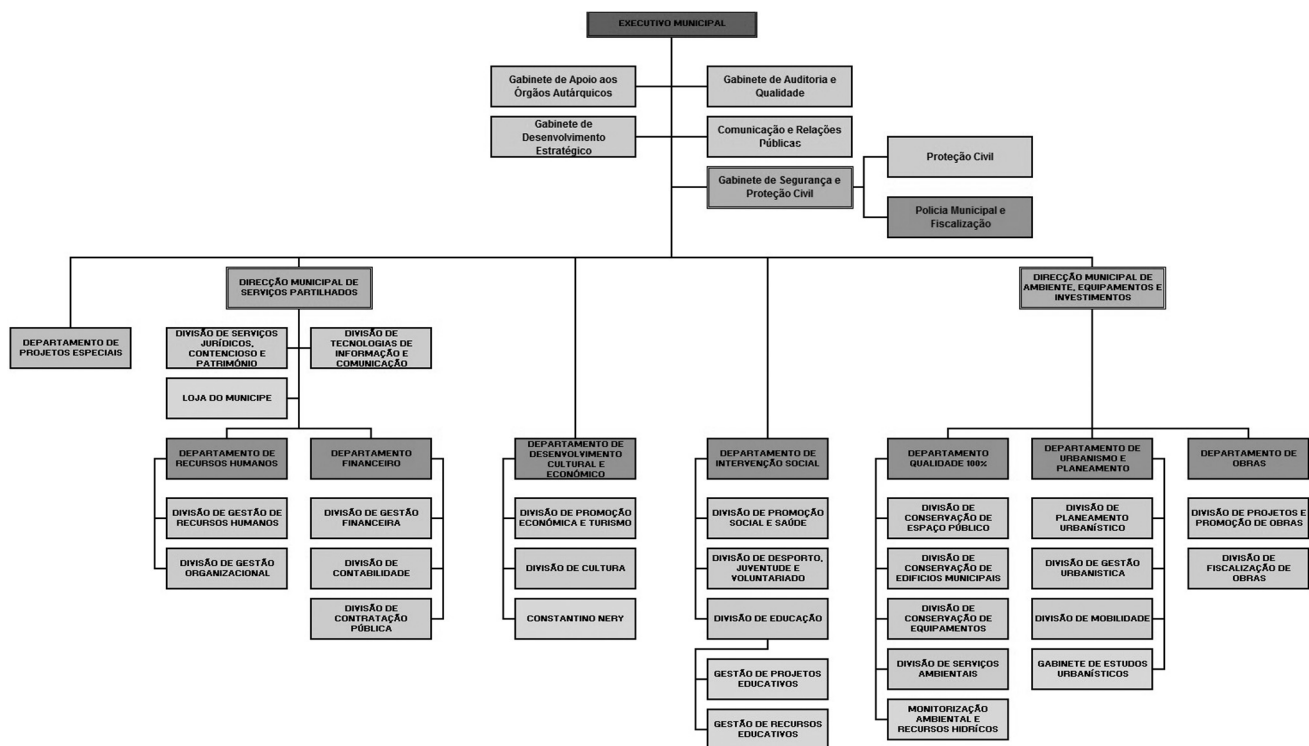 EXECUTIVO MUNICIPAL
Gabinete de Apoio aos
Órgãos Autárquicos
Gabinete de Auditoria e
Qualidade
Gabinete de
Desenvolvimento
Estratégico
Comunicação e Relações
Públicas
Gabinete de Segurança e
Proteção Civil
Proteção Civil
Policia Municipal e
Fiscalização
DIRECÇÃO MUNICIPAL DE
SERVIÇOS PARTILHADOS
DIRECÇÃO MUNICIPAL DE
AMBIENTE, EQUIPAMENTOS E
INVESTIMENTOS
DEPARTAMENTO DE
PROJETOS ESPECIAIS
DIVISÃO DE SERVIÇOS
JURÍDICOS,
CONTENCIOSO E
PATRIMÓNIO
DIVISÃO DE
TECNOLOGIAS DE
INFORMAÇÃO E
COMUNICAÇÃO
LOJA DO MUNICIPE
DEPARTAMENTO DE
RECURSOS HUMANOS
DIVISÃO DE GESTÃO DE
RECURSOS HUMANOS
DIVISÃO DE GESTÃO
ORGANIZACIONAL
DEPARTAMENTO
FINANCEIRO
DIVISÃO DE GESTÃO
FINANCEIRA
DIVISÃO DE
CONTABILIDADE
DIVISÃO DE
CONTRATAÇÃO
PÚBLICA
DEPARTAMENTO DE
DESENVOLVIMENTO
CULTURAL E
ECONÓMICO
DIVISÃO DE PROMOÇÃO
ECONÓMICA E TURISMO
DIVISÃO DE CULTURA
CONSTANTINO NERY
DEPARTAMENTO DE
INTERVENÇÃO SOCIAL
DIVISÃO DE PROMOÇÃO
SOCIAL E SAÚDE
DIVISÃO DE DESPORTO,
JUVENTUDE E
VOLUNTARIADO
DIVISÃO DE EDUCAÇÃO
GESTÃO DE PROJETOS
EDUCATIVOS
GESTÃO DE RECURSOS
EDUCATIVOS
DEPARTAMENTO
QUALIDADE 100%
DIVISÃO DE
CONSERVAÇÃO DE
ESPAÇO PÚBLICO
DIVISÃO DE
CONSERVAÇÃO DE
EDIFICIOS MUNICIPAIS
DIVISÃO DE
CONSERVAÇÃO DE
EQUIPAMENTOS
DIVISÃO DE SERVIÇOS
AMBIENTAIS
MONITORIZAÇÃO
AMBIENTAL E
RECURSOS HIDRÍCOS
DEPARTAMENTO DE
URBANISMO E
PLANEAMENTO
DIVISÃO DE
PLANEAMENTO
URBANÍSTICO
DIVISÃO DE GESTÃO
URBANISTICA
DIVISÃO DE MOBILIDADE
GABINETE DE ESTUDOS
URBANÍSTICOS
DEPARTAMENTO DE
OBRAS
DIVISÃO DE PROJETOS E
PROMOÇÃO DE OBRAS
DIVISÃO DE
FISCALIZAÇÃO DE
OBRAS